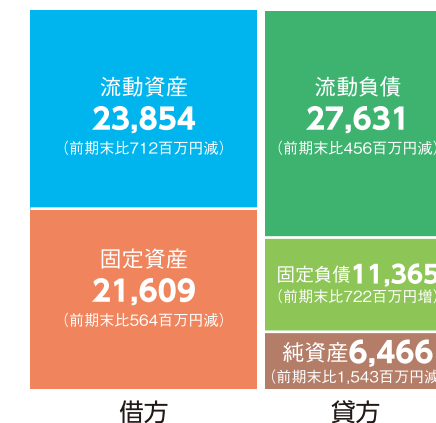 流動資産
23,854
（前期末比712百万円減）
固定資産
21,609
（前期末比564百万円減）
借方
流動負債
27,631
（前期末比456百万円減）
固定負債11,365
（前期末比722百万円増）
純資産6,466
（前期末比1,543百万円減
貸方